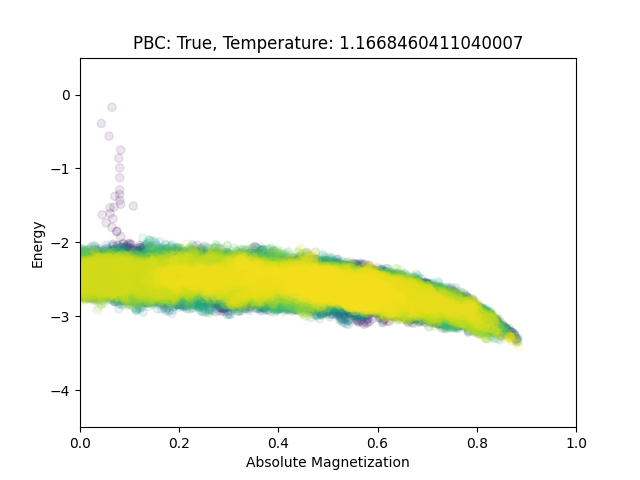 PBC: True, Temperature: 1.1668460411040007
0
−1
−2
−3
−4
Energy
0.0 0.2 0.4 0.6 0.8 1.0
Absolute Magnetization